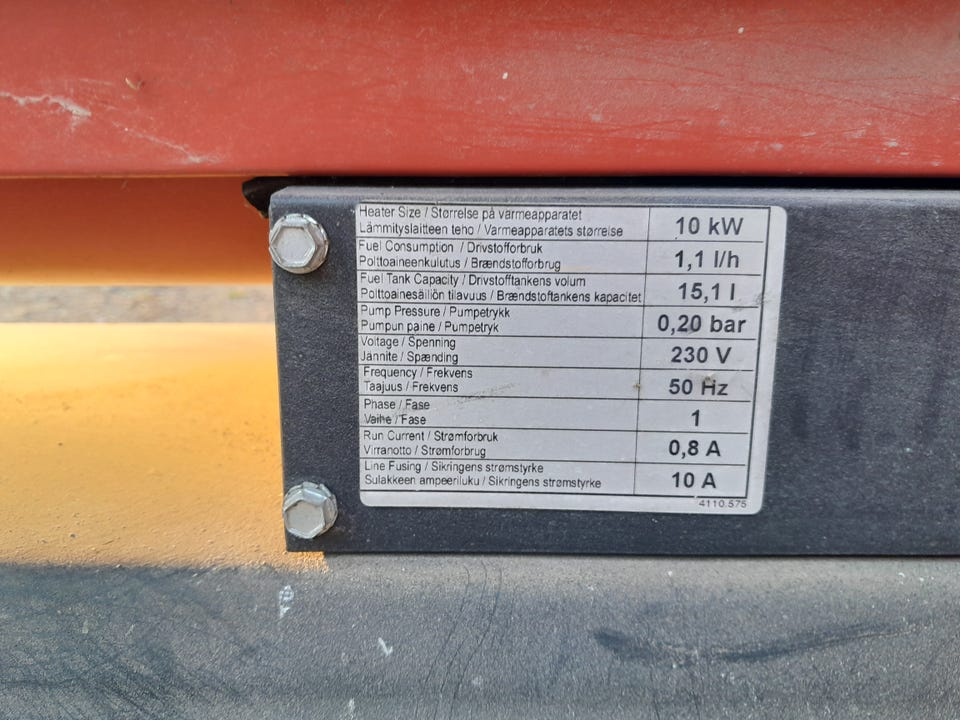 Heater Size / Størrelse på varmeapparatet
Lämmityslaitteen teho / Varmeapparatets størrelse
10 kW
Fuel Consumption / Drivstofforbruk
Polttoaineenkulutus / Brændstofforbrug
1,1 l/h
Fuel Tank Capacity / Drivstofftankens volum
Polttoainesäiliön tilavuus / Brændstoftankens kapacitet
15,1 l
Pump Pressure / Pumpetrykk
Pumpun paine / Pumpetryk
0,20 bar
Voltage / Spenning
Jännite / Spænding
230 V
Frequency / Frekvens
Taajuus / Frekvens
50 Hz
Phase / Fase
Vaihe / Fase
1
Run Current / Strømforbruk
Virranotto / Strømforbrug
0,8 A
Line Fusing / Sikringens strømstyrke
Sulakkeen ampeeriluku / Sikringens strømstyrke
10 A
4110.575